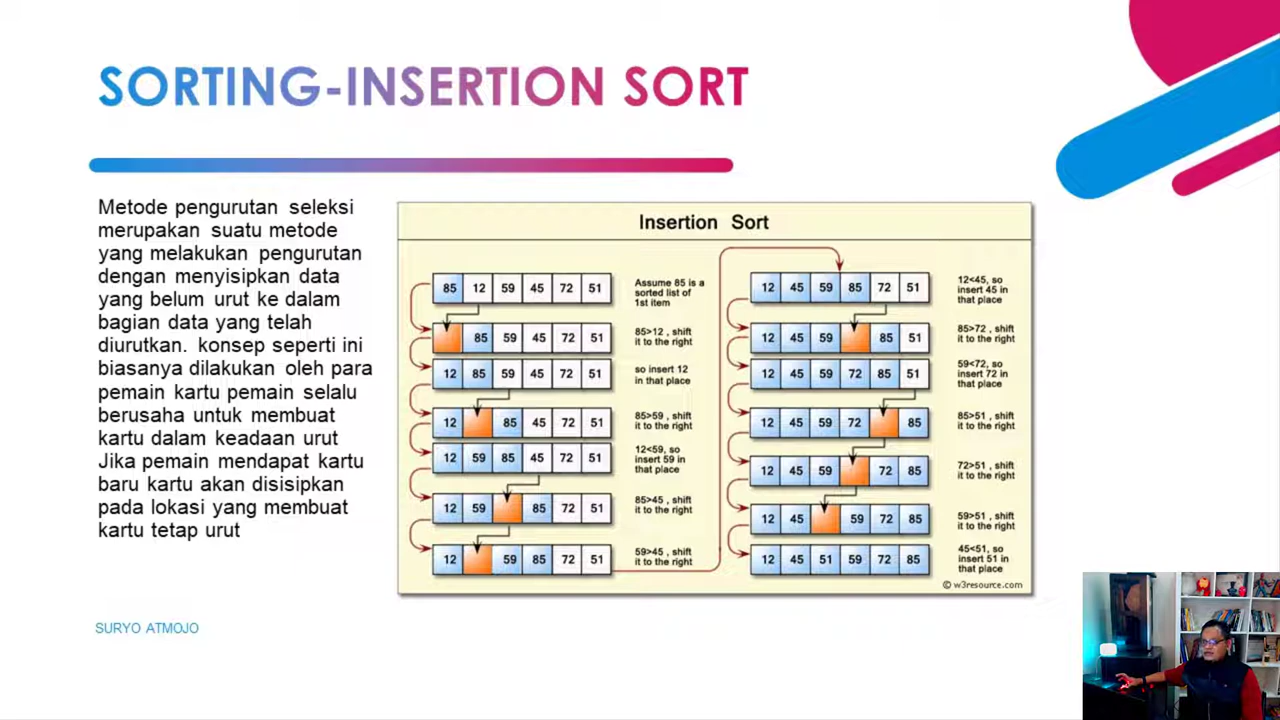 SORTING-INSERTION SORT
Metode pengurutan seleksi
merupakan suatu metode
yang melakukan pengurutan
dengan menyisipkan data
yang belum urut ke dalam
bagian data yang telah
diurutkan. konsep seperti ini
biasanya dilakukan oleh para
pemain kartu pemain selalu
berusaha untuk membuat
kartu dalam keadaan urut
Jika pemain mendapat kartu
baru kartu akan disisipkan
pada lokasi yang membuat
kartu tetap urut
Insertion Sort
85 12 59 45 72 51
Assume 85 is a
sorted list of
1st item
85 59 45 72 51
85>12 , shift
it to the right
12 85 59 45 72 51
so insert 12
in that place
12 85 45 72 51
85>59 , shift
it to the right
12 59 85 45 72 51
12<59, so
insert 59 in
that place
12 59 85 72 51
85>45 , shift
it to the right
12 59 85 72 51
59>45 , shift
it to the right
12 45 59 85 72 51
12<45, so
insert 45 in
that place
12 45 59 85 51
85>72 , shift
it to the right
12 45 59 72 85 51
59<72, so
insert 72 in
that place
12 45 59 72 85
85>51 , shift
it to the right
12 45 59 72 85
72>51 , shift
it to the right
12 45 59 72 85
59>51 , shift
it to the right
12 45 51 59 72 85
45<51, so
insert 51 in
that place
© w3resource.com
SURYO ATMOJO